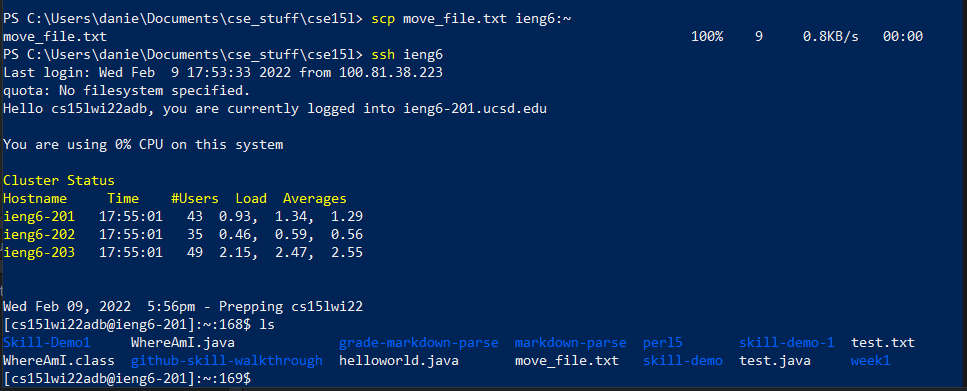 PS C:\Users\danie\Documents\cse_stuff\cse15l> scp move_file.txt ieng6:~
move_file.txt 100% 9 0.8KB/s 00:00
PS C:\Users\danie\Documents\cse_stuff\cse15l> ssh ieng6
Last login: Wed Feb  9 17:53:33 2022 from 100.81.38.223
quota: No filesystem specified.
Hello cs15lwi22adb, you are currently logged into ieng6-201.ucsd.edu
You are using 0% CPU on this system
Cluster Status
Hostname Time #Users Load Averages
ieng6-201 17:55:01 43 0.93, 1.34, 1.29
ieng6-202 17:55:01 35 0.46, 0.59, 0.56
ieng6-203 17:55:01 49 2.15, 2.47, 2.55
Wed Feb 09, 2022  5:56pm - Prepping cs15lwi22
[cs15lwi22adb@ieng6-201]:~:168$ ls
Skill-Demo1 WhereAmI.java grade-markdown-parse markdown-parse perl5 skill-demo-1 test.txt
WhereAmI.class github-skill-walkthrough helloworld.java move_file.txt skill-demo test.java week1
[cs15lwi22adb@ieng6-201]:~:169$